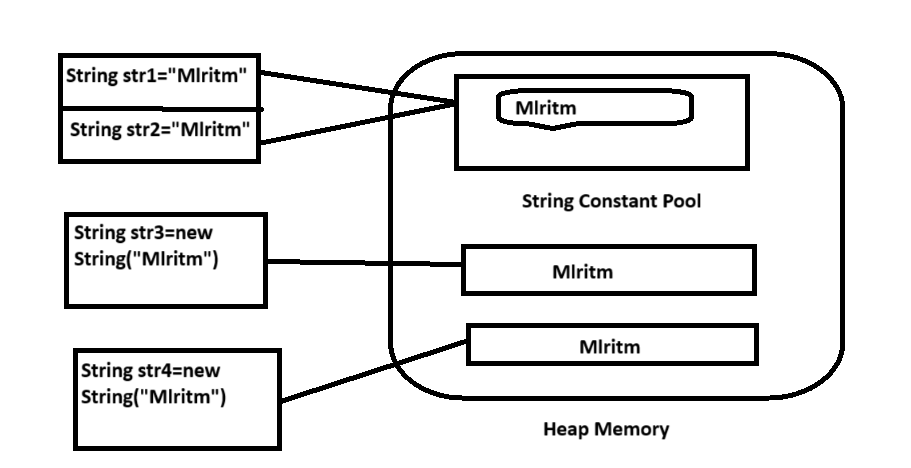 String str1="Mlritm"
String str2="Mlritm"
String str3=new
String("Mlritm")
String str4=new
String("Mlritm")
Mlritm
String Constant Pool
Mlritm
Mlritm
Heap Memory